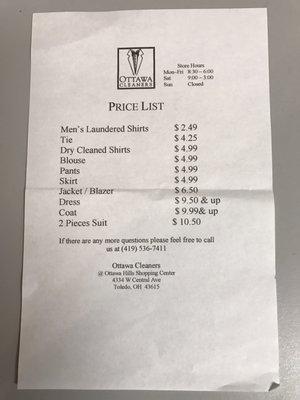 OTTAWA
CLEANERS
Store Hours
Mon-Fri 8:30 – 6:00
Sat 9:00 – 3:00
Sun Closed
PRICE LIST
Men's Laundered Shirts $ 2.49
Tie $ 4.25
Dry Cleaned Shirts $ 4.99
Blouse $ 4.99
Pants $ 4.99
Skirt $ 4.99
Jacket / Blazer $ 6.50
Dress $ 9.50 & up
Coat $ 9.99& up
2 Pieces Suit $ 10.50
If there are any more questions please feel free to call
us at (419) 536-7411
Ottawa Cleaners
@ Ottawa Hills Shopping Center
4334 W Central Ave
Toledo, OH 43615